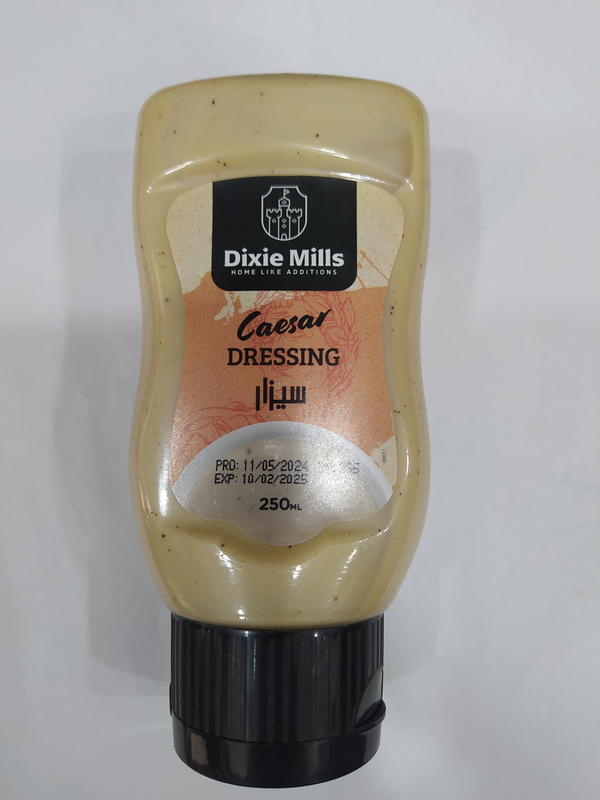 Dixie Mills
HOME LIKE ADDITIONS
Caesar
DRESSING
سيزار
PRO: 11/05/2024
EXP: 10/02/2025
250ML